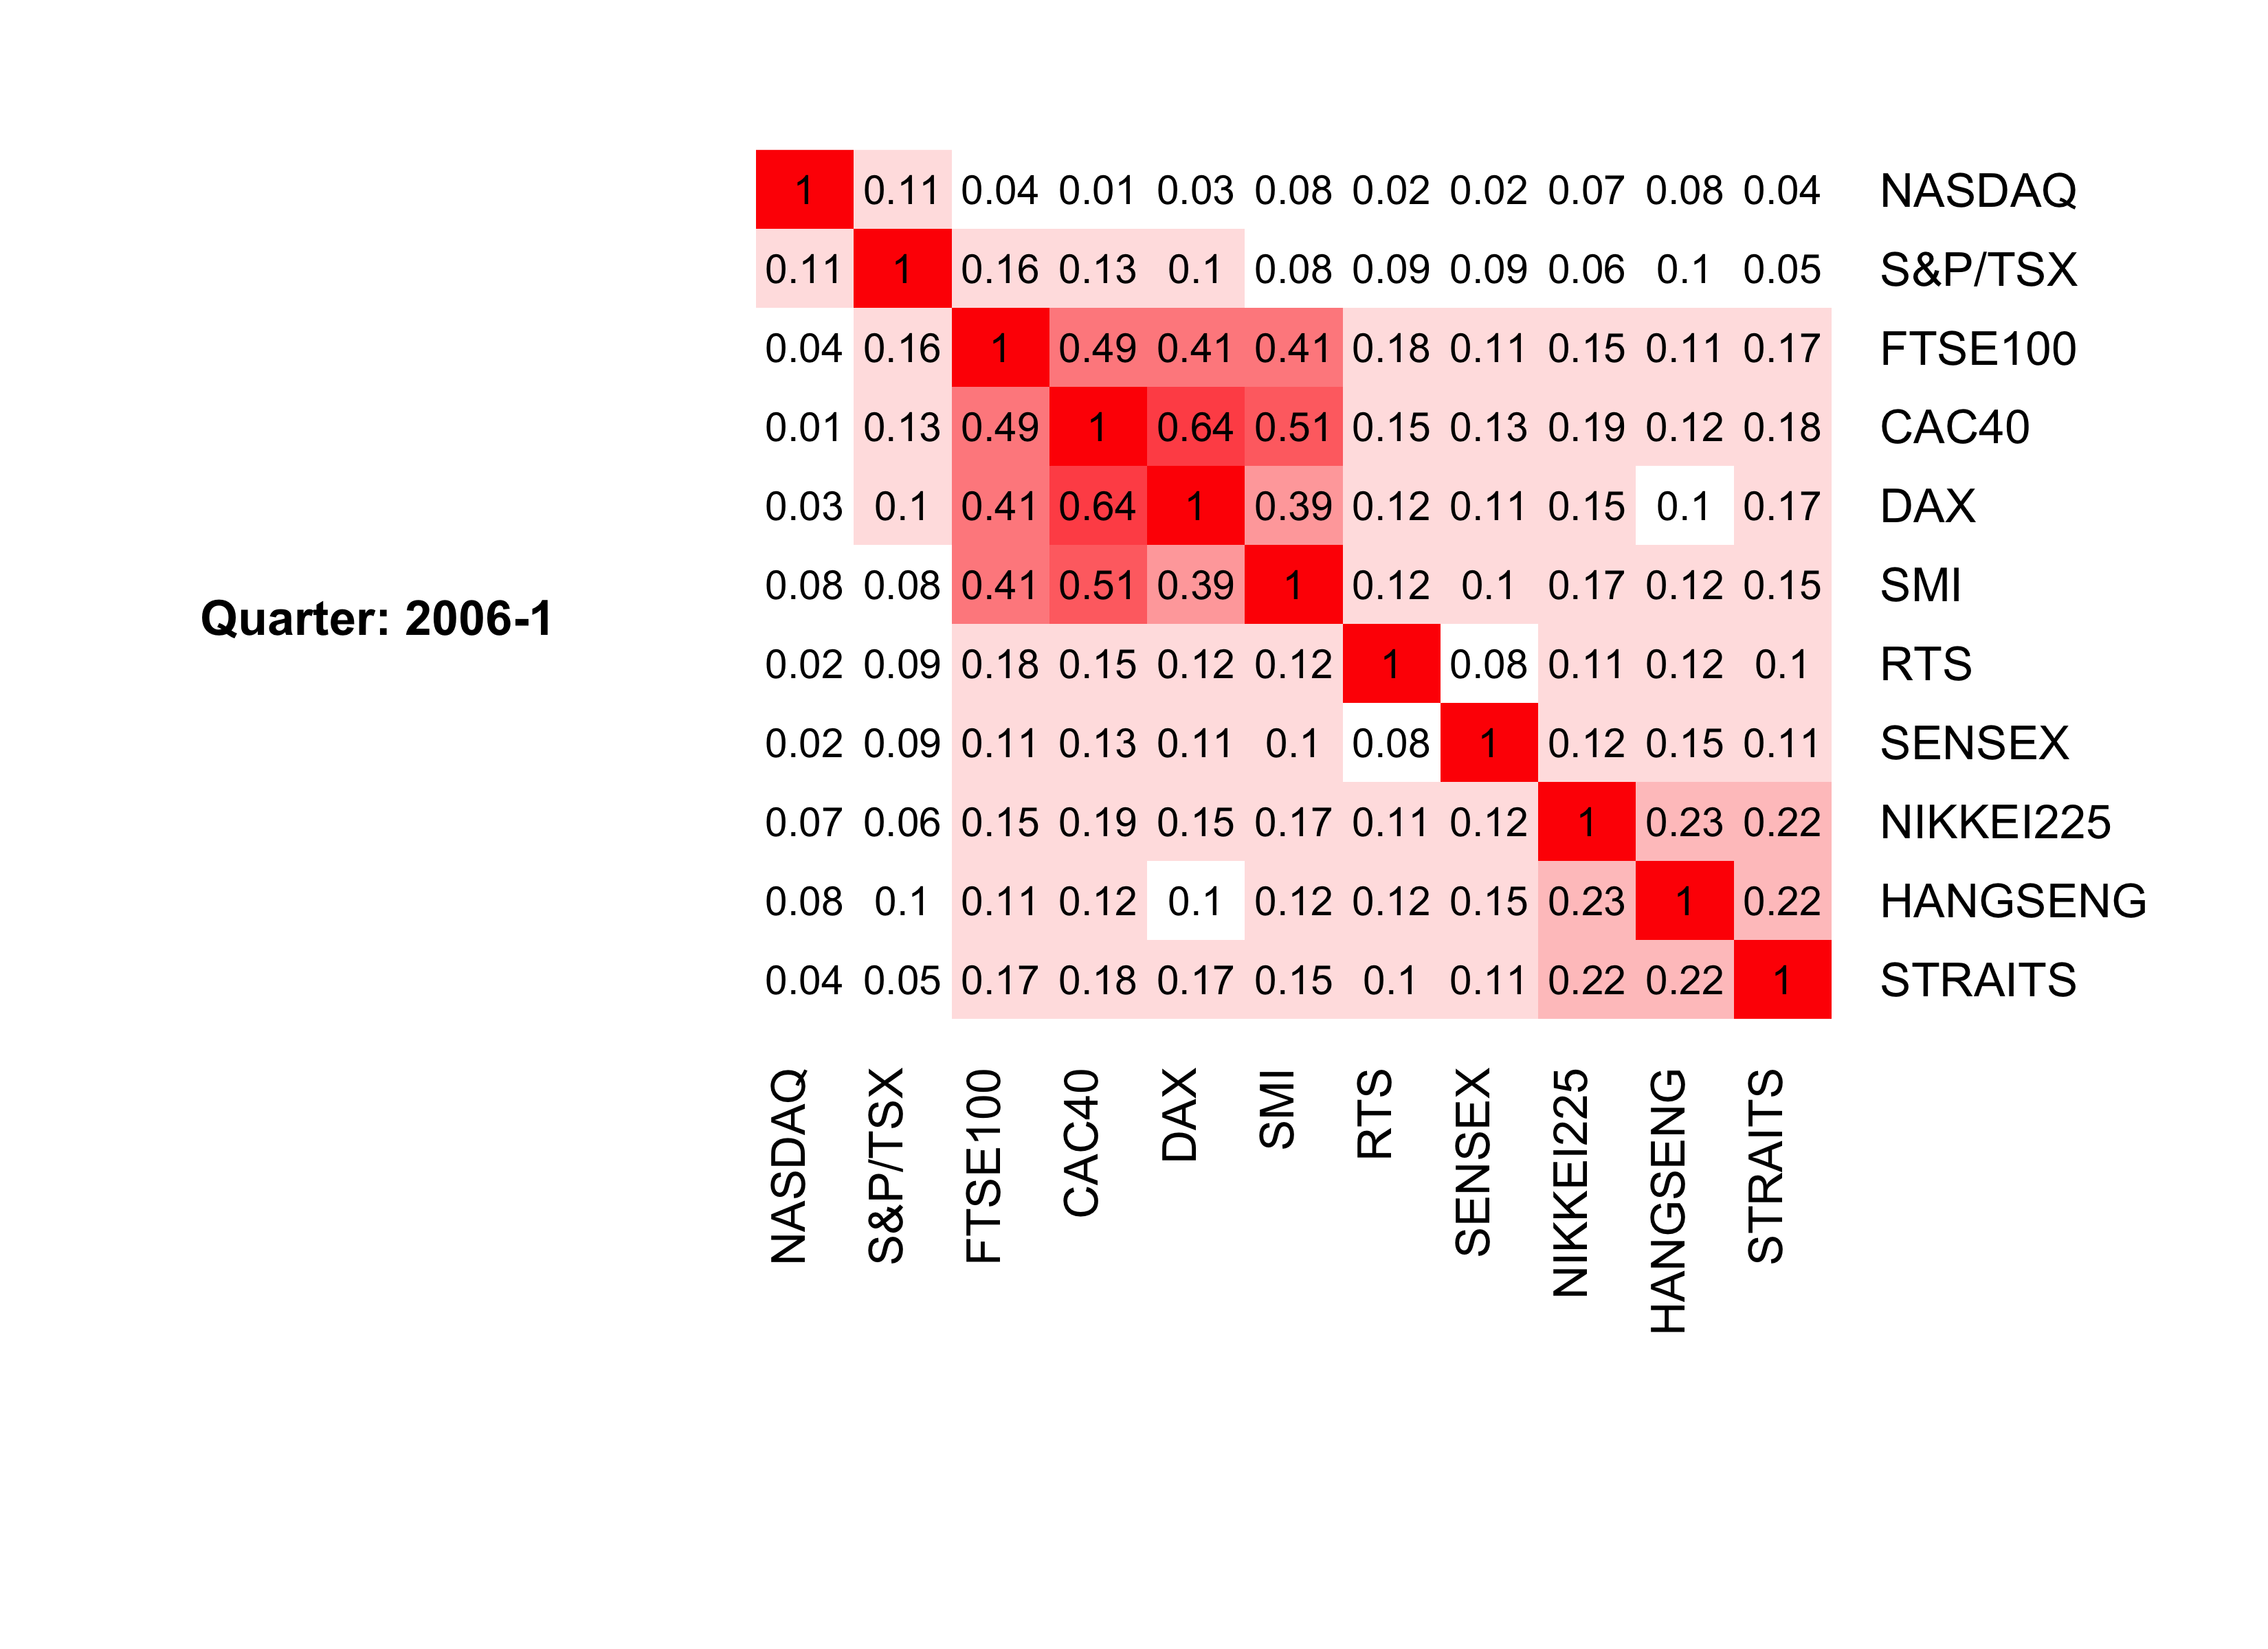 1 0.11 0.04 0.01 0.03 0.08 0.02 0.02 0.07 0.08 0.04 NASDAQ
0.11 1 0.16 0.13 0.1 0.08 0.09 0.09 0.06 0.1 0.05 S&P/TSX
0.04 0.16 1 0.49 0.41 0.41 0.18 0.11 0.15 0.11 0.17 FTSE100
0.01 0.13 0.49 1 0.64 0.51 0.15 0.13 0.19 0.12 0.18 CAC40
0.03 0.1 0.41 0.64 1 0.39 0.12 0.11 0.15 0.1 0.17 DAX
0.08 0.08 0.41 0.51 0.39 1 0.12 0.1 0.17 0.12 0.15 SMI
Quarter: 2006-1
0.02 0.09 0.18 0.15 0.12 0.12 1 0.08 0.11 0.12 0.1 RTS
0.02 0.09 0.11 0.13 0.11 0.1 0.08 1 0.12 0.15 0.11 SENSEX
0.07 0.06 0.15 0.19 0.15 0.17 0.11 0.12 1 0.23 0.22 NIKKEI225
0.08 0.1 0.11 0.12 0.1 0.12 0.12 0.15 0.23 1 0.22 HANGSENG
0.04 0.05 0.17 0.18 0.17 0.15 0.1 0.11 0.22 0.22 1 STRAITS
NASDAQ
S&P/TSX
FTSE100
CAC40
DAX
SMI
RTS
SENSEX
NIKKEI225
HANGSENG
STRAITS